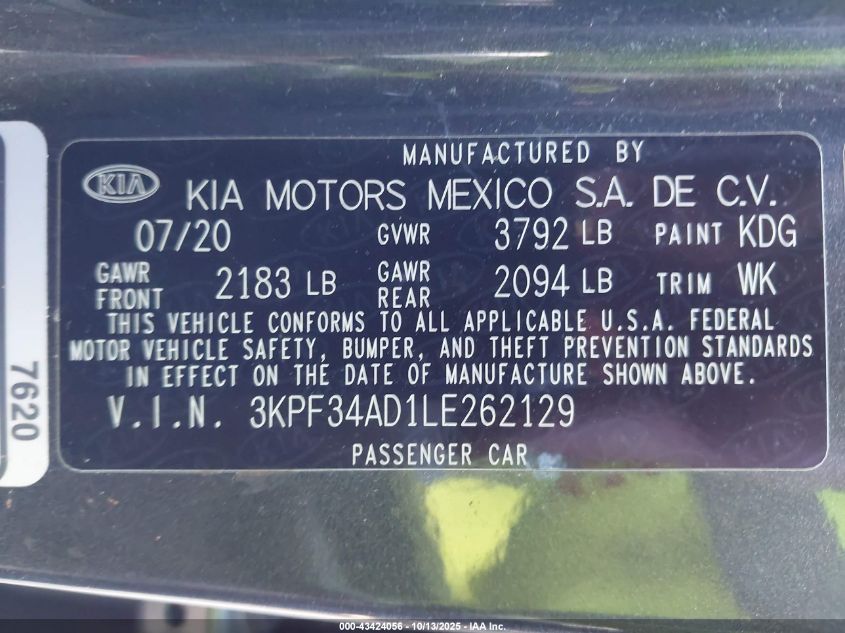 MANUFACTURED BY
KIA KIA MOTORS MEXICO S.A. DE C.V.
07/20 GVWR 3792 LB PAINT KDG
GAWR FRONT 2183 LB GAWR REAR 2094 LB TRIM WK
THIS VEHICLE CONFORMS TO ALL APPLICABLE U.S.A. FEDERAL
MOTOR VEHICLE SAFETY, BUMPER, AND THEFT PREVENTION STANDARDS
IN EFFECT ON THE DATE OF MANUFACTURE SHOWN ABOVE.
V.I.N. 3KPF34AD1LE262129
PASSENGER CAR
7620
000-43424056 - 10/13/2025 - IAA Inc.